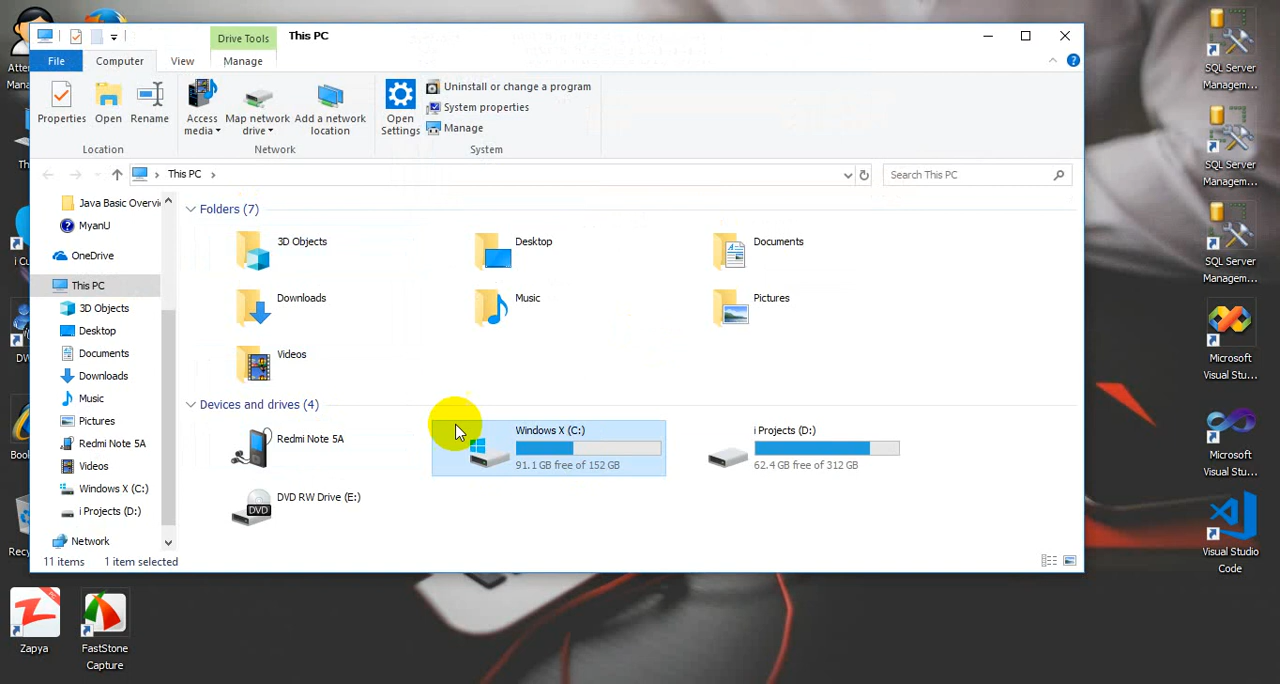 This PC
Drive Tools
File
Computer
View
Manage
Properties
Open
Rename
Access
media
Map network
drive
Add a network
location
Open
Settings
Uninstall or change a program
System properties
Manage
Location
Network
System
This PC
Search This PC
MyanU
OneDrive
This PC
3D Objects
Desktop
Documents
Downloads
Music
Pictures
Redmi Note 5A
Videos
Windows X (C:)
i Projects (D:)
Network
Folders (7)
3D Objects
Desktop
Documents
Downloads
Music
Pictures
Videos
Devices and drives (4)
Redmi Note 5A
Windows X (C:)
91.1 GB free of 152 GB
i Projects (D:)
62.4 GB free of 312 GB
DVD
DVD RW Drive (E:)
11 items
1 item selected
Zapya
FastStone
Capture
SQL Server
Managem...
SQL Server
Managem...
SQL Server
Managem...
Microsoft
Visual Stu...
Microsoft
Visual Stu...
Visual Studio
Code
Java Basic